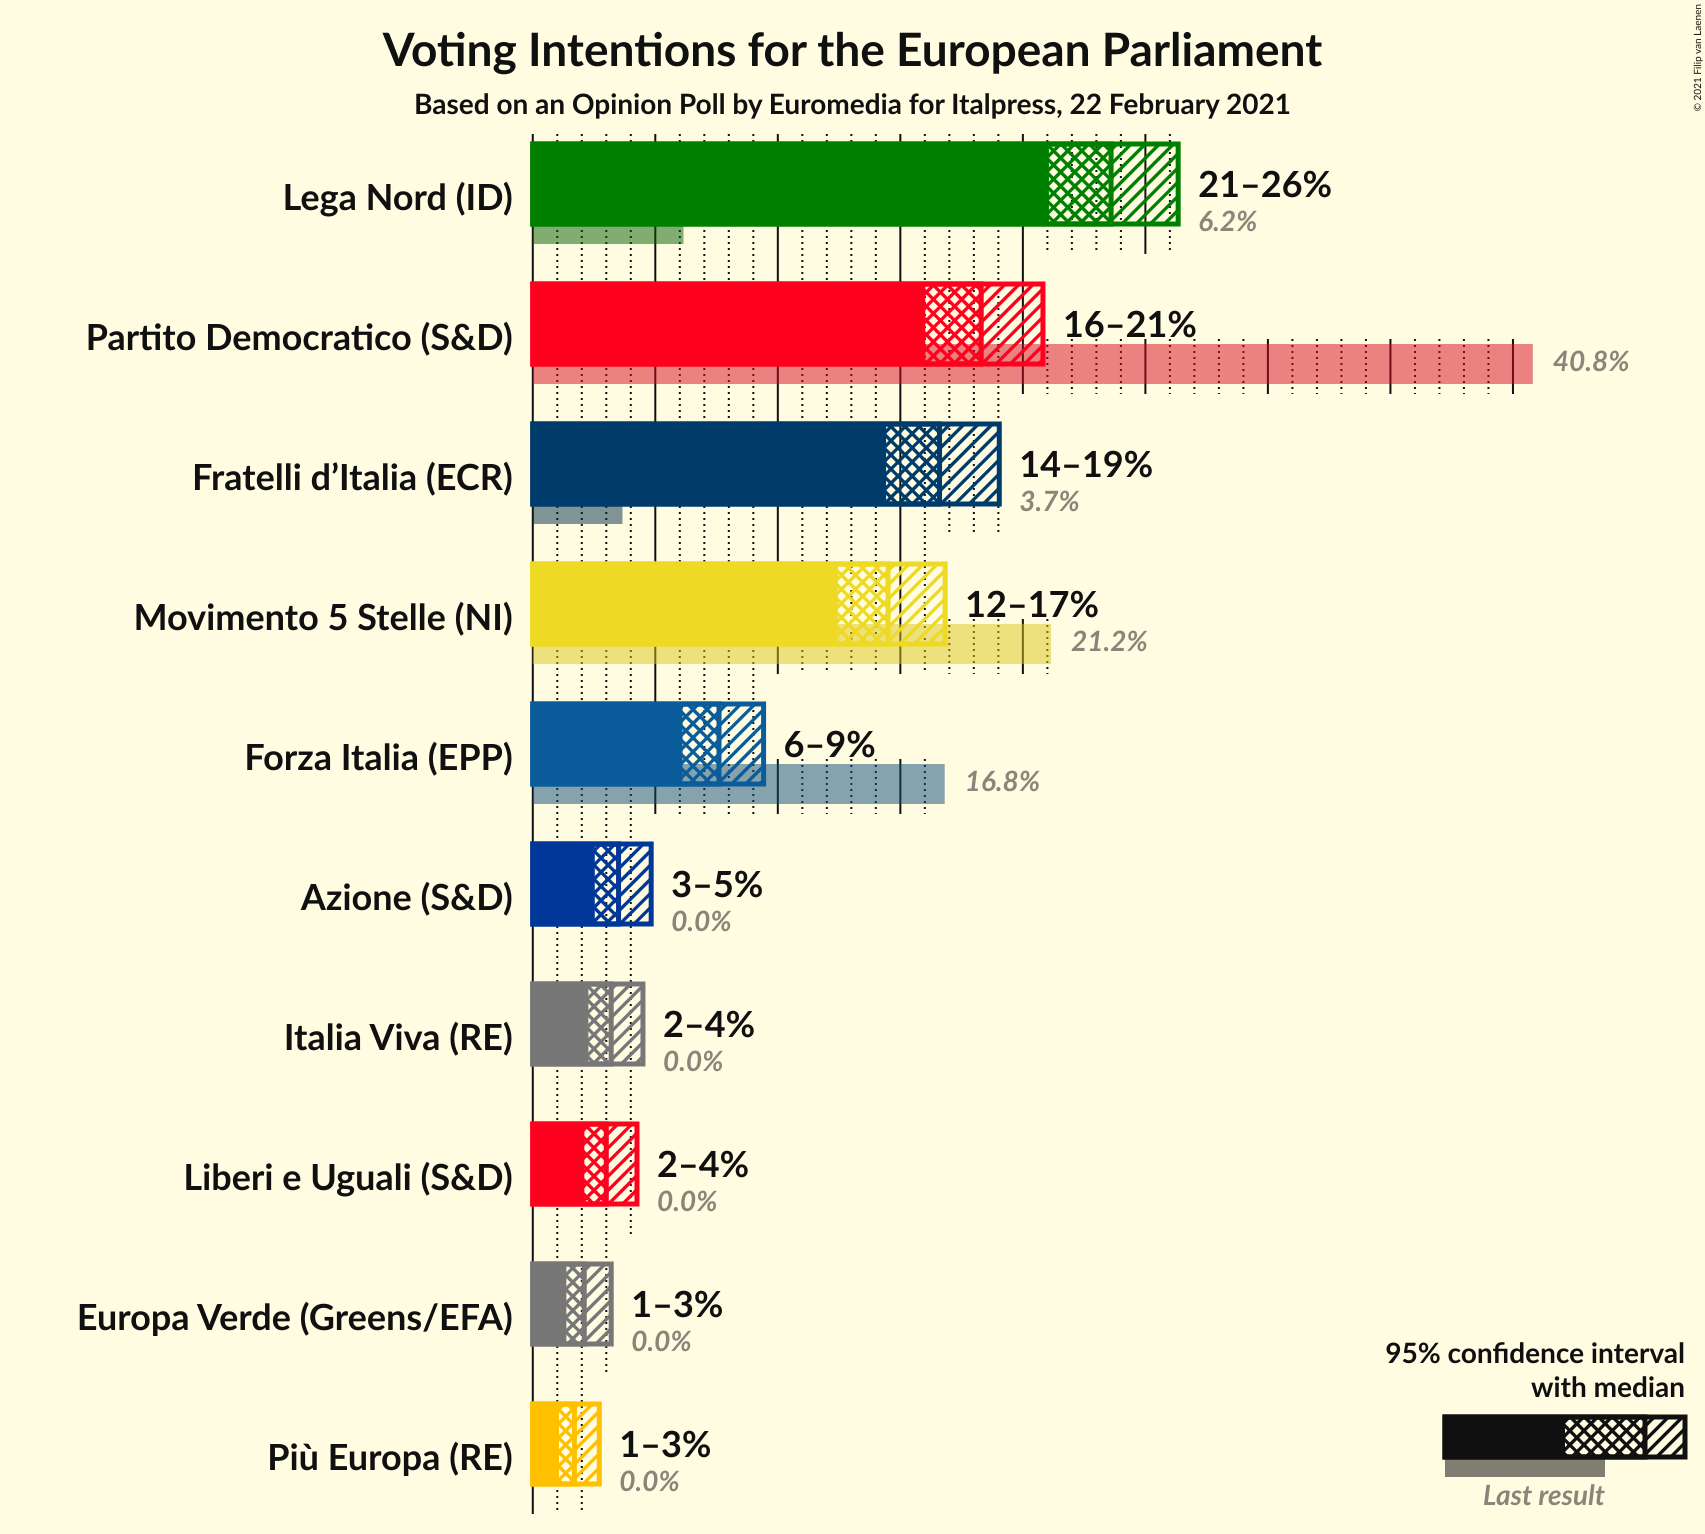 Voting Intentions for the European Parliament
Based on an Opinion Poll by Euromedia for Italpress, 22 February 2021
© 2021 Filip van Laenen
Lega Nord (ID)
21–26%
6.2%
Partito Democratico (S&D)
16–21%
40.8%
Fratelli d’Italia (ECR)
14–19%
3.7%
Movimento 5 Stelle (NI)
12–17%
21.2%
Forza Italia (EPP)
6–9%
16.8%
Azione (S&D)
3–5%
0.0%
Italia Viva (RE)
2–4%
0.0%
Liberi e Uguali (S&D)
2–4%
0.0%
Europa Verde (Greens/EFA)
1–3%
0.0%
Più Europa (RE)
1–3%
0.0%
95% confidence interval
with median
Last result